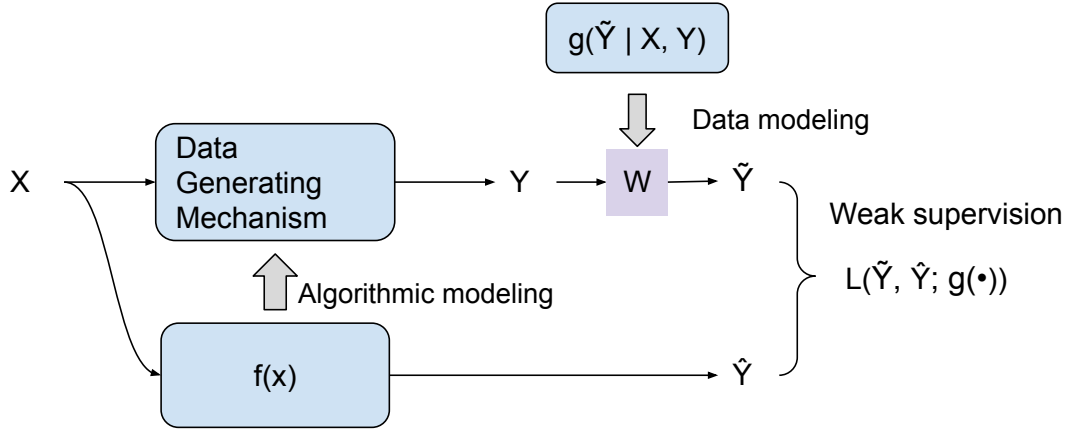 g(Ỹ | X, Y)
Data modeling
X
Data
Generating
Mechanism
Y
W
Ỹ
Weak supervision
L(Ỹ, Ŷ; g(•))
Algorithmic modeling
f(x)
Ŷ